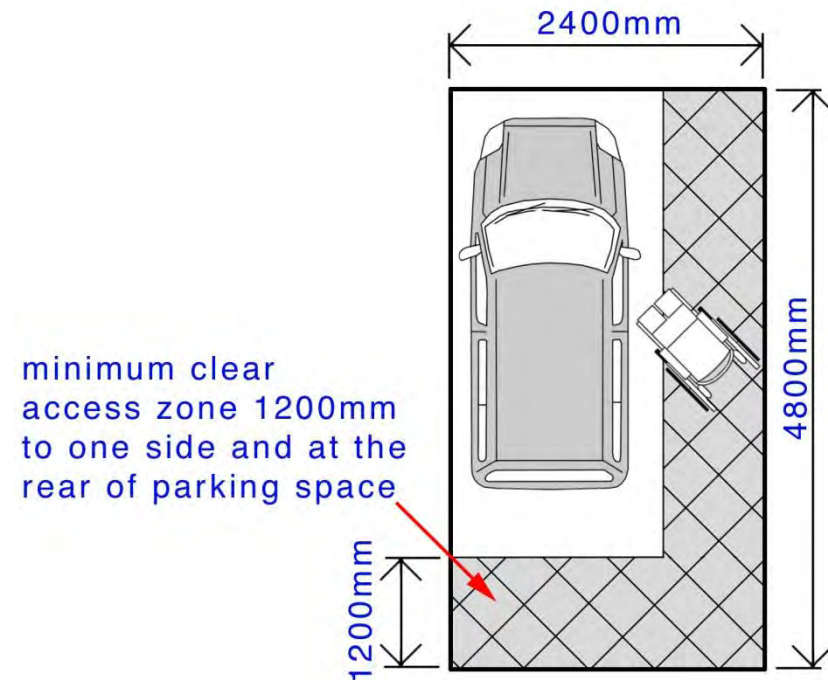 2400mm
4800mm
minimum clear
access zone 1200mm
to one side and at the
rear of parking space
1200mm